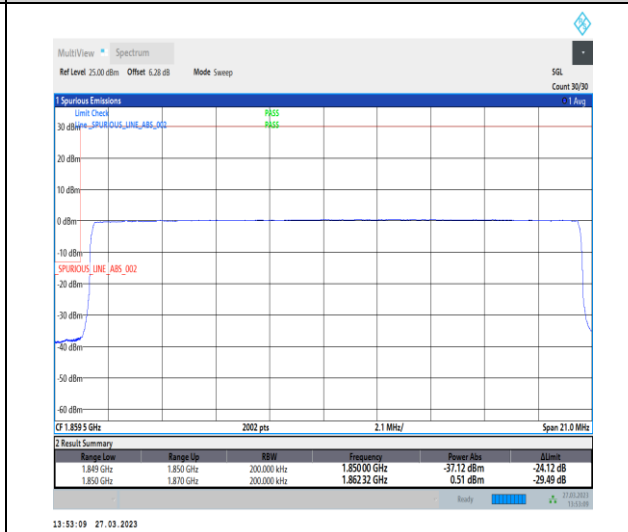 MultiView Spectrum
Ref Level 25.00 dBm Offset 6.28 dB Mode Sweep SGL
Count 30/30
1 Spurious Emissions 1 Avg
Limit Check PASS
30 dBm Line _SPURIOUS_LINE_ABS_002 PASS
20 dBm
10 dBm
0 dBm
-10 dBm
_SPURIOUS_LINE_ABS_002
-20 dBm
-30 dBm
-40 dBm
-50 dBm
-60 dBm
CF 1.859 5 GHz 2002 pts 2.1 MHz/ Span 21.0 MHz
2 Result Summary
Range Low Range Up RBW Frequency Power Abs ΔLimit
1.849 GHz 1.850 GHz 200.000 kHz 1.85000 GHz -37.12 dBm -24.12 dB
1.850 GHz 1.870 GHz 200.000 kHz 1.86232 GHz 0.51 dBm -29.49 dB
Ready 27.03.2023
13:53:09
13:53:09 27.03.2023